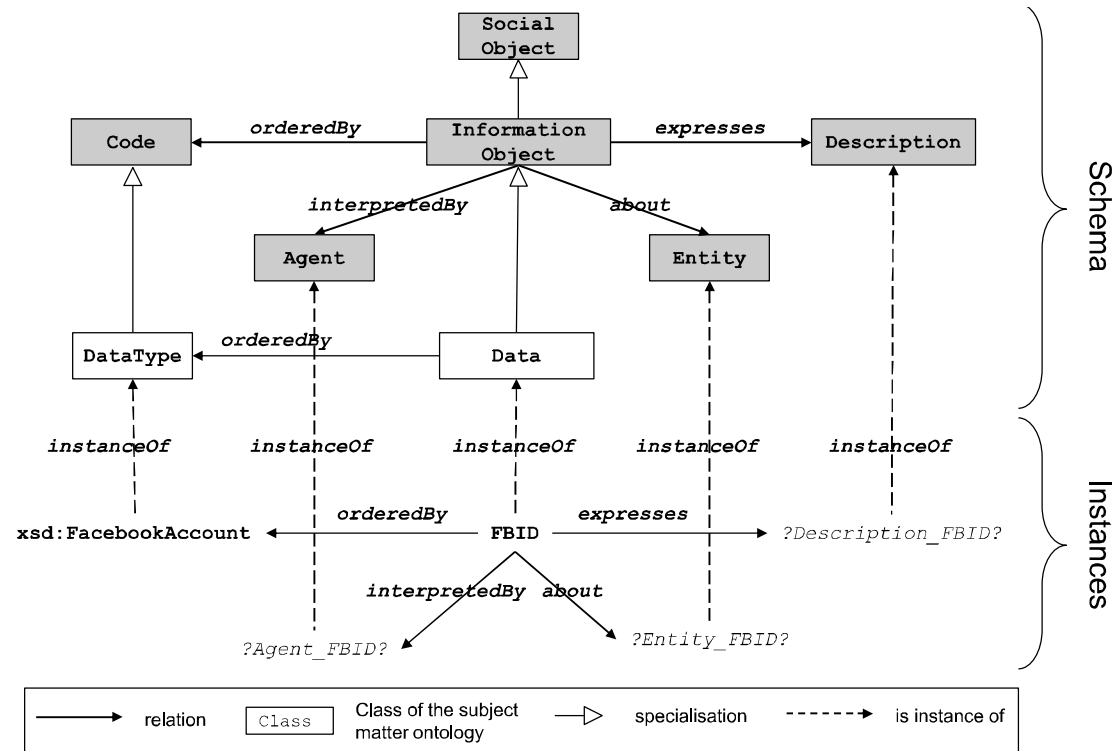 Social
Object
Code
orderedBy
Information
Object
expresses
Description
interpretedBy
about
Agent
Entity
Schema
DataType
orderedBy
Data
instanceOf
instanceOf
instanceOf
instanceOf
instanceOf
Instances
xsd:FacebookAccount
orderedBy
FBID
expresses
?Description_FBID?
interpretedBy
about
?Agent_FBID?
?Entity_FBID?
relation
Class
Class of the subject
matter ontology
specialisation
is instance of